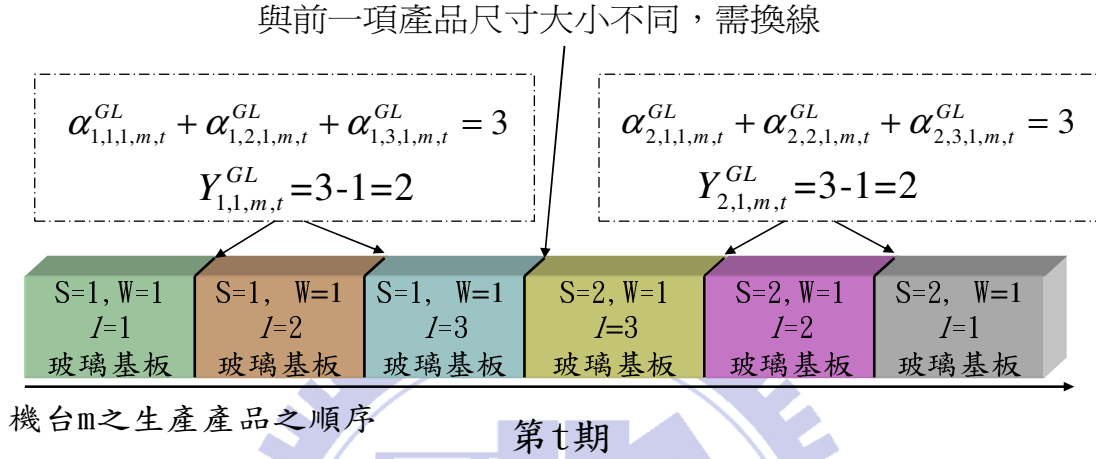 與前一項產品尺寸大小不同，需換線
α^{GL}_{1,1,1,m,t} + α^{GL}_{1,2,1,m,t} + α^{GL}_{1,3,1,m,t} = 3
Y^{GL}_{1,1,m,t} =3-1=2
α^{GL}_{2,1,1,m,t} + α^{GL}_{2,2,1,m,t} + α^{GL}_{2,3,1,m,t} = 3
Y^{GL}_{2,1,m,t} =3-1=2
S=1, W=1
l=1
玻璃基板
S=1, W=1
l=2
玻璃基板
S=1, W=1
l=3
玻璃基板
S=2, W=1
l=3
玻璃基板
S=2, W=1
l=2
玻璃基板
S=2, W=1
l=1
玻璃基板
機台m之生產產品之順序
第t期